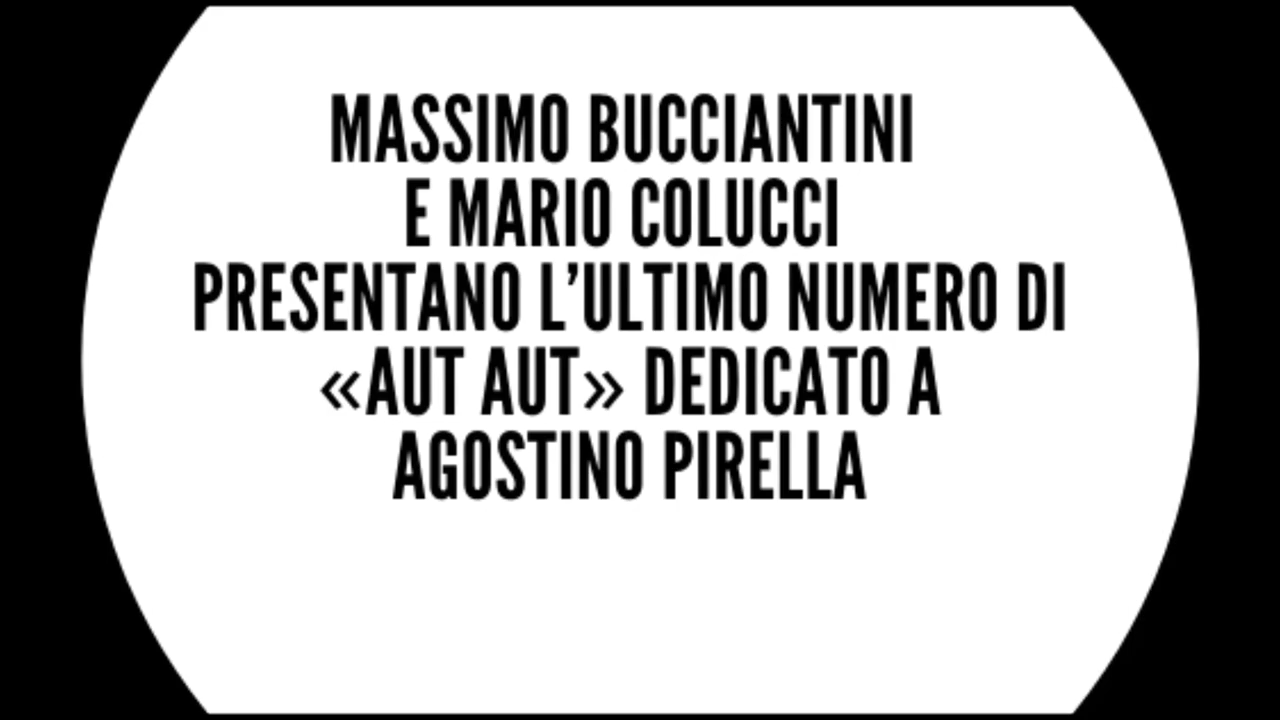 MASSIMO BUCCIANTINI
E MARIO COLUCCI
PRESENTANO L’ULTIMO NUMERO DI
«AUT AUT» DEDICATO A
AGOSTINO PIRELLA